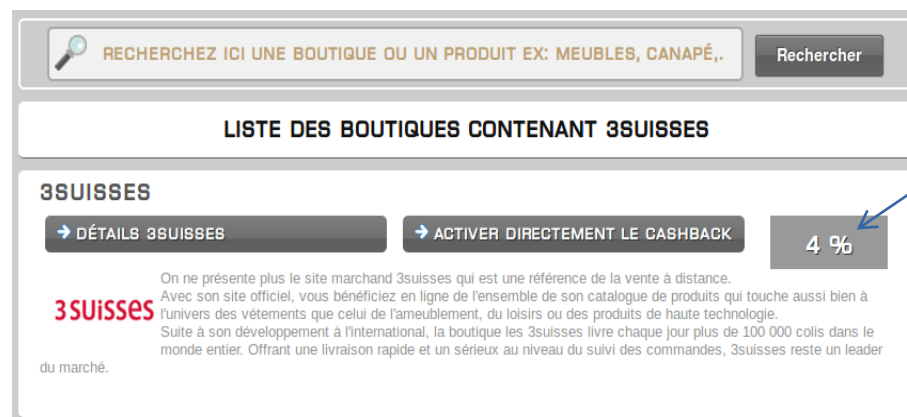 RECHERCHEZ ICI UNE BOUTIQUE OU UN PRODUIT EX: MEUBLES, CANAPÉ,.
Rechercher
LISTE DES BOUTIQUES CONTENANT 3SUISSES
3SUISSES
DÉTAILS 3SUISSES
ACTIVER DIRECTEMENT LE CASHBACK
4 %
3 SUISSES
On ne présente plus le site marchand 3suisses qui est une référence de la vente à distance.
Avec son site officiel, vous bénéficiez en ligne de l'ensemble de son catalogue de produits qui touche aussi bien à
l'univers des vétements que celui de l'ameublement, du loisirs ou des produits de haute technologie.
Suite à son développement à l'international, la boutique les 3suisses livre chaque jour plus de 100 000 colis dans le
monde entier. Offrant une livraison rapide et un sérieux au niveau du suivi des commandes, 3suisses reste un leader
du marché.